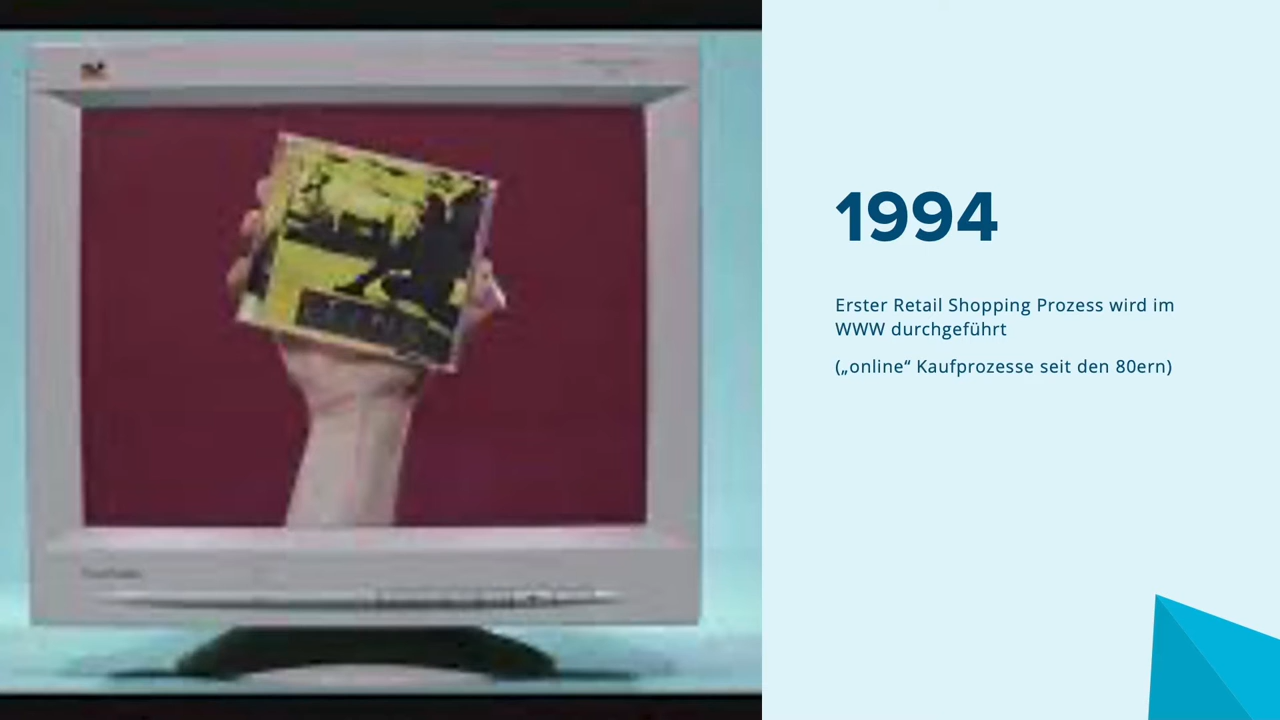 1994
Erster Retail Shopping Prozess wird im
WWW durchgeführt
(„online“ Kaufprozesse seit den 80ern)